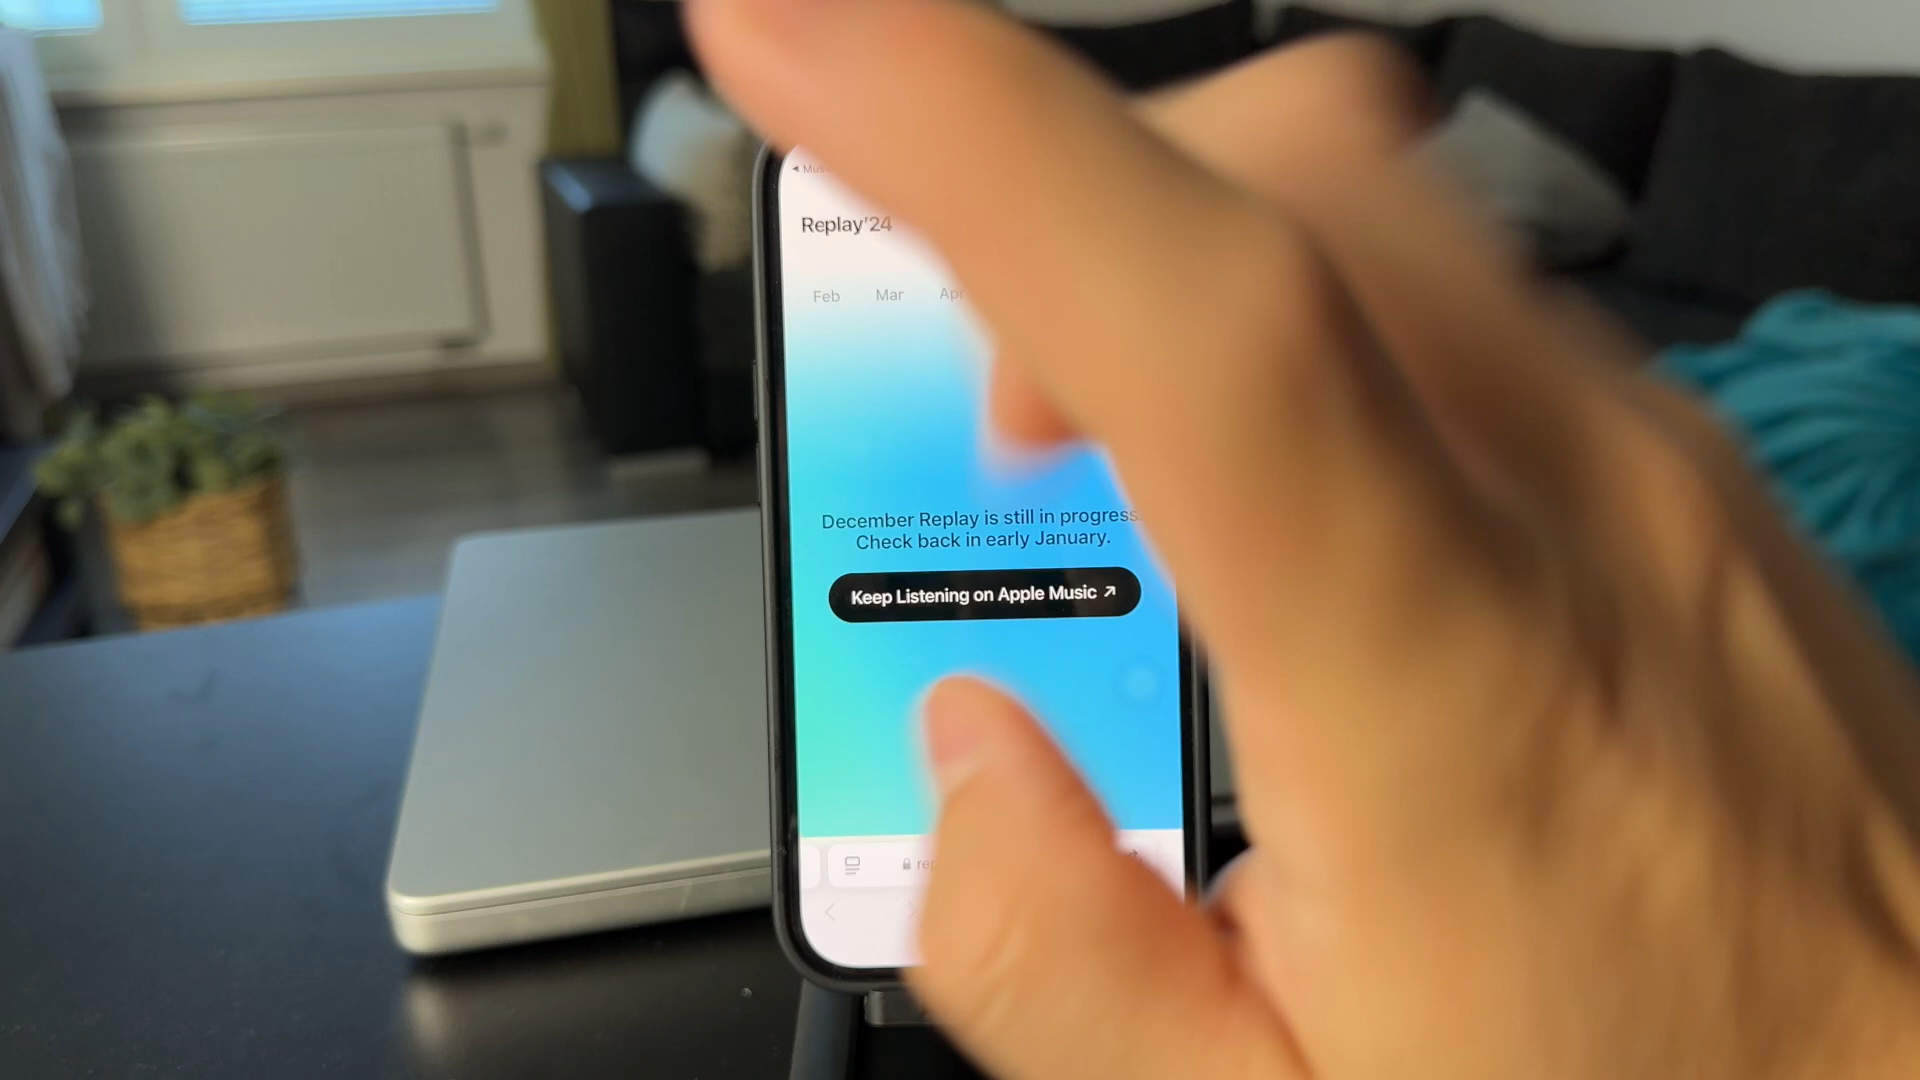 Replay'24
Feb Mar Apr
December Replay is still in progress.
Check back in early January.
Keep Listening on Apple Music ↗